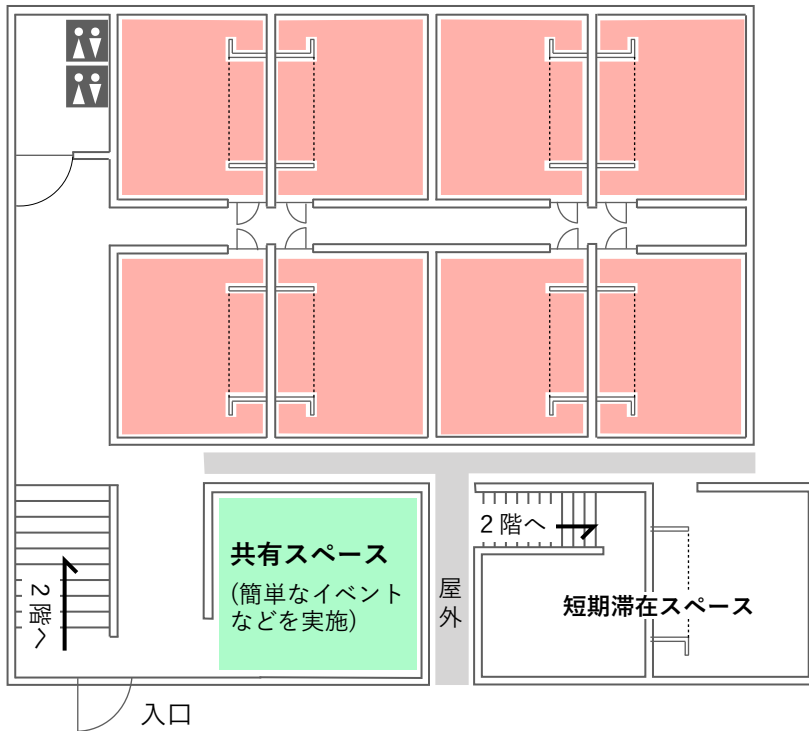 共有スペース
(簡単なイベント
などを実施)
2階へ
2階へ
屋外
短期滞在スペース
入口